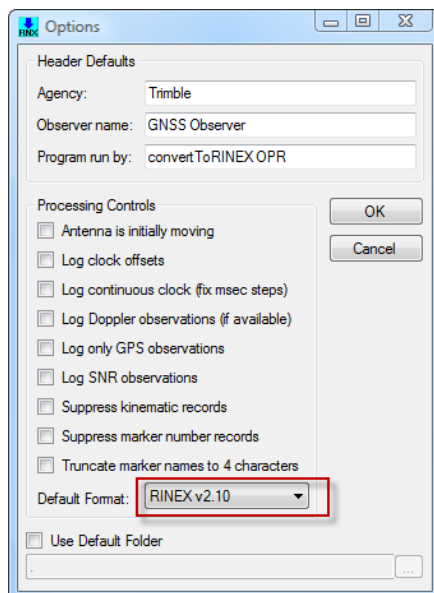 RINX Options
Header Defaults
Agency: Trimble
Observer name: GNSS Observer
Program run by: convertToRINEX OPR
Processing Controls
OK
Antenna is initially moving
Cancel
Log clock offsets
Log continuous clock (fix msec steps)
Log Doppler observations (if available)
Log only GPS observations
Log SNR observations
Suppress kinematic records
Suppress marker number records
Truncate marker names to 4 characters
Default Format: RINEX v2.10
Use Default Folder
. ...